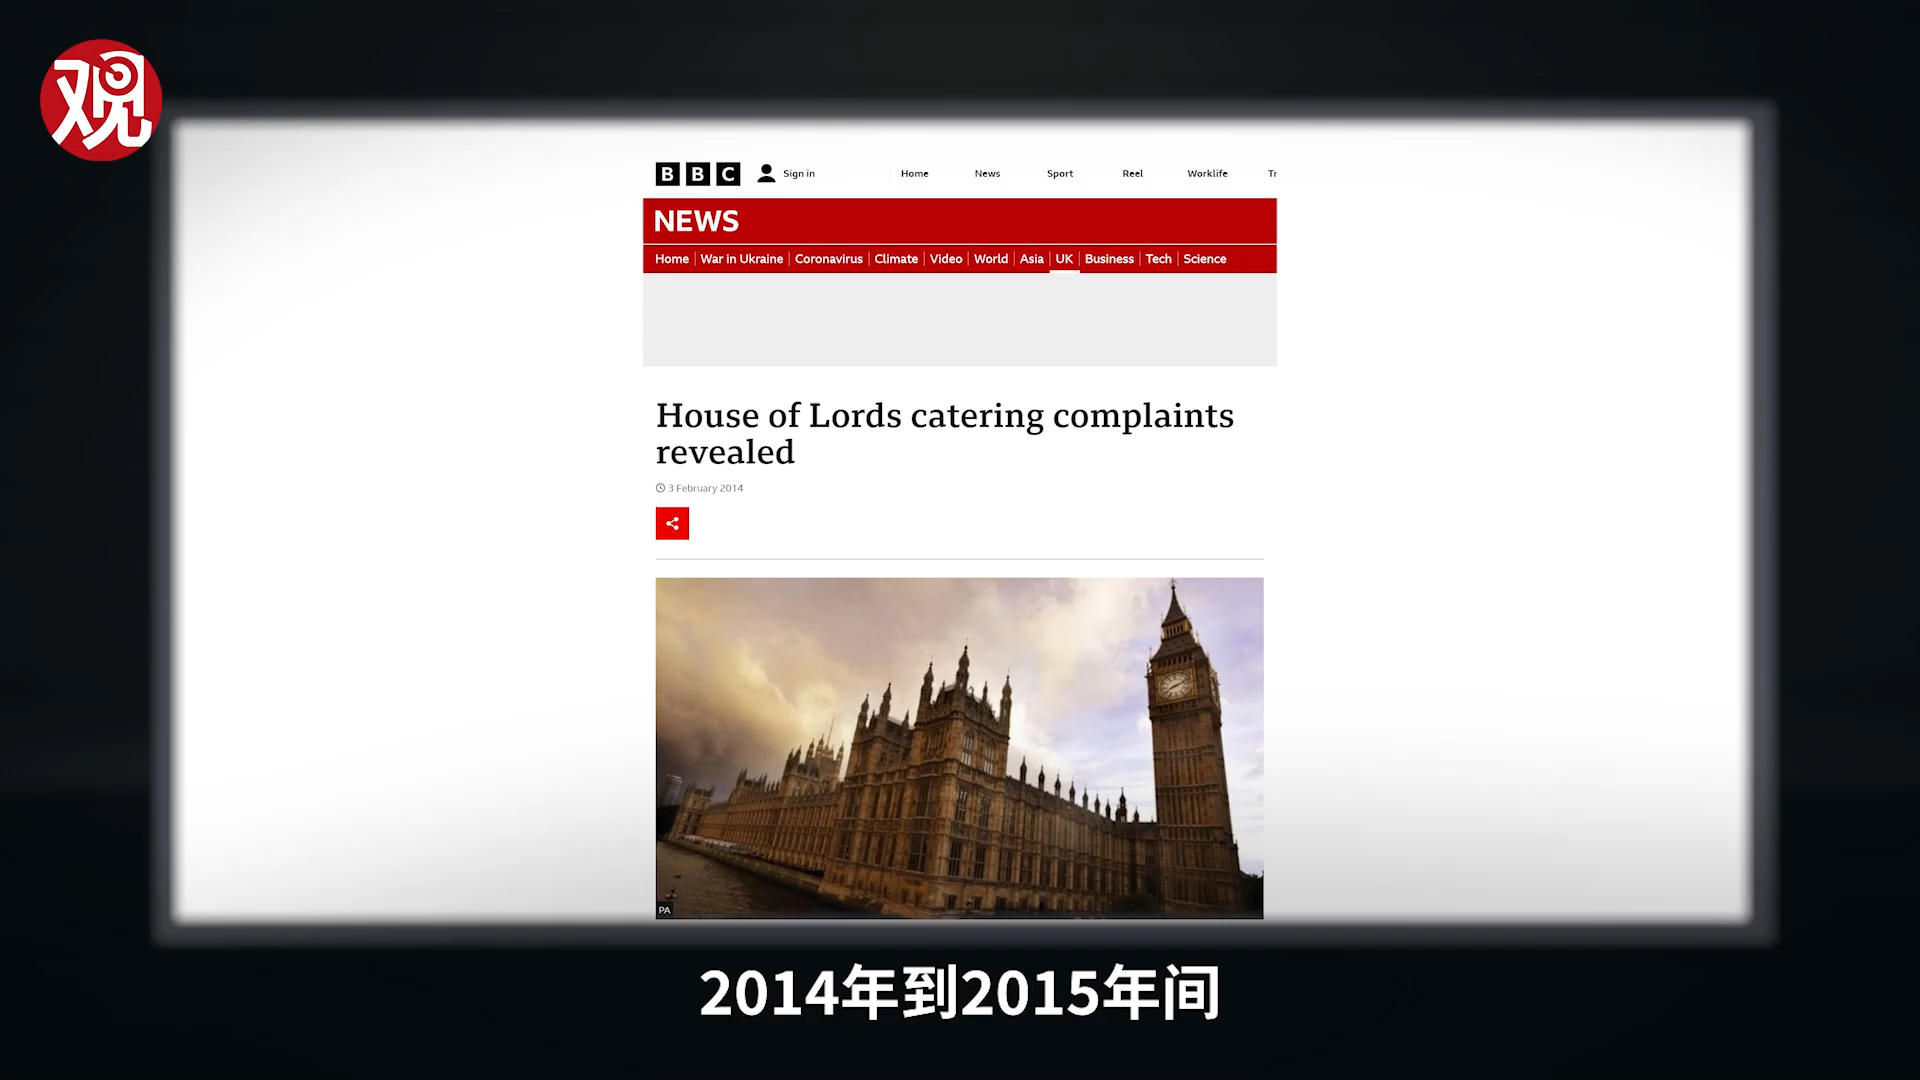 观
BBC Sign in Home News Sport Reel Worklife Tr
NEWS
Home War in Ukraine Coronavirus Climate Video World Asia UK Business Tech Science
House of Lords catering complaints
revealed
3 February 2014
PA
2014年到2015年间